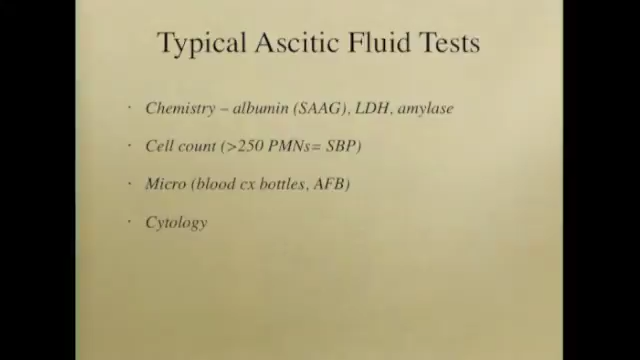 Typical Ascitic Fluid Tests
· Chemistry – albumin (SAAG), LDH, amylase
· Cell count (>250 PMNs= SBP)
· Micro (blood cx bottles, AFB)
· Cytology